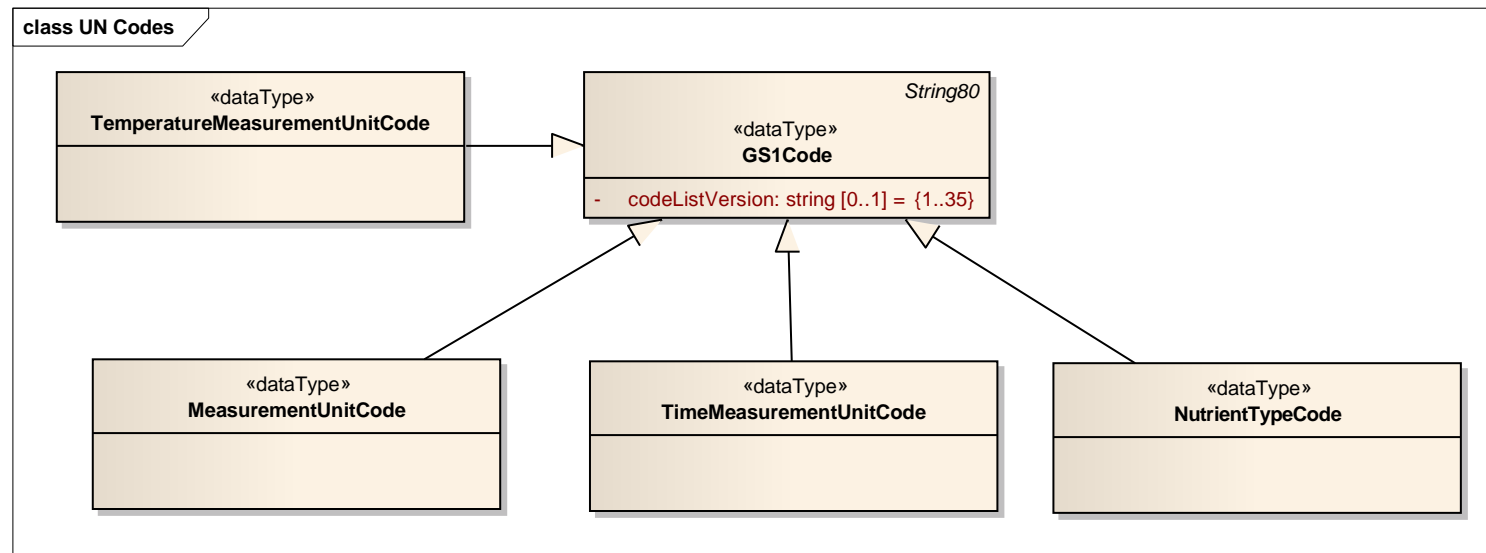 class UN Codes
«dataType»
TemperatureMeasurementUnitCode
String80
«dataType»
GS1Code
- codeListVersion: string [0..1] = {1..35}
«dataType»
MeasurementUnitCode
«dataType»
TimeMeasurementUnitCode
«dataType»
NutrientTypeCode